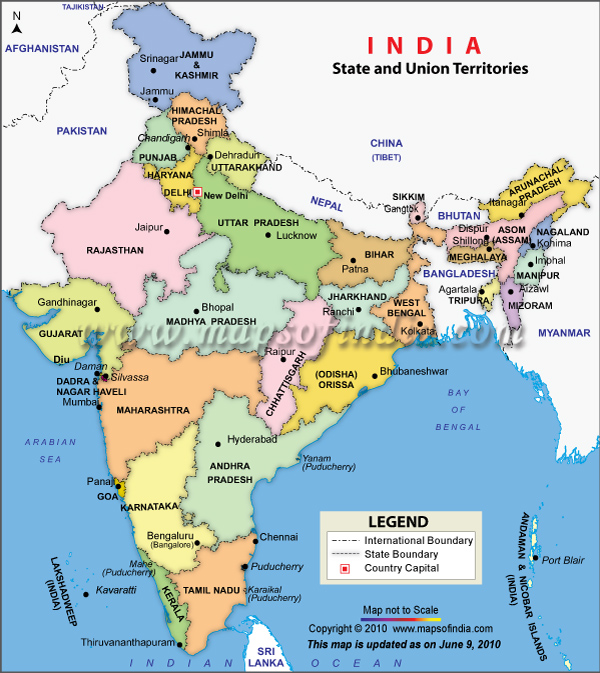 TAJIKISTAN
N
AFGHANISTAN
INDIA
State and Union Territories
JAMMU
&
KASHMIR
Srinagar
Jammu
HIMACHAL
PRADESH
Shimla
PAKISTAN
Chandigarh
PUNJAB
Dehradun
UTTARAKHAND
CHINA
(TIBET)
HARYANA
DELHI
New Delhi
NEPAL
SIKKIM
Gangtok
BHUTAN
ARUNACHAL
PRADESH
Itanagar
Jaipur
RAJASTHAN
UTTAR PRADESH
Lucknow
BIHAR
Patna
Dispur
ASOM
(ASSAM)
Shillong
MEGHALAYA
NAGALAND
Kohima
Imphal
MANIPUR
BANGLADESH
Agartala
TRIPURA
Aizawl
MIZORAM
MYANMAR
Gandhinagar
GUJARAT
Bhopal
MADHYA PRADESH
JHARKHAND
Ranchi
WEST
BENGAL
Kolkata
www.mapsofindia.com
Diu
Daman
Silvassa
DADRA &
NAGAR HAVELI
Mumbai
Raipur
CHHATTISGARH
(ODISHA)
ORISSA
Bhubaneshwar
MAHARASHTRA
BAY
OF
BENGAL
ARABIAN
SEA
Hyderabad
ANDHRA
PRADESH
Yanam
(Puducherry)
Panaji
GOA
KARNATAKA
Bengaluru
(Bangalore)
Chennai
Mahe
(Puducherry)
Puducherry
Karaikal
(Puducherry)
KERALA
TAMIL NADU
LAKSHADWEEP
(INDIA)
Kavaratti
Thiruvananthapuram
SRI
LANKA
INDIAN OCEAN
ANDAMAN & NICOBAR ISLANDS
(INDIA)
Port Blair
LEGEND
International Boundary
State Boundary
Country Capital
Map not to Scale
Copyright © 2010 www.mapsofindia.com
This map is updated as on June 9, 2010